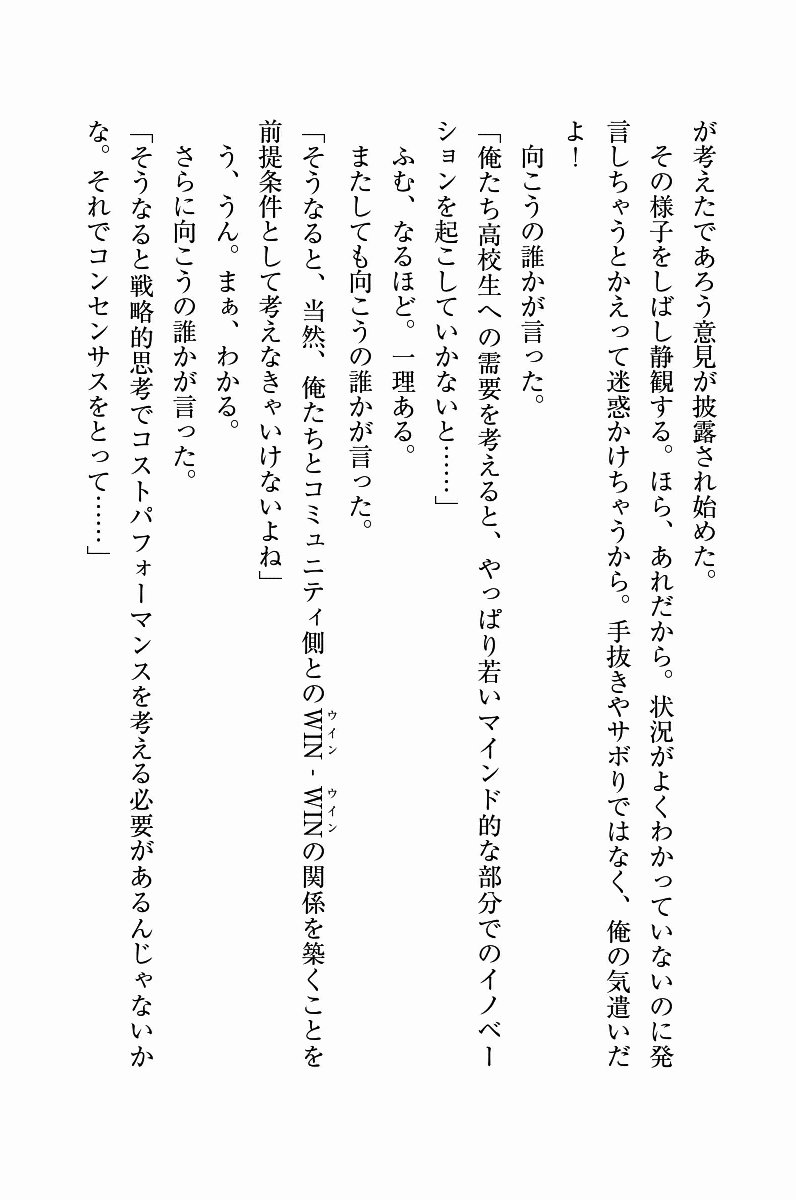 が考えたであろう意見が披露され始めた。
その様子をしばし静観する。ほら、あれだから。状況がよくわかっていないのに発
言しちゃうとかえって迷惑かけちゃうから。手抜きやサボりではなく、俺の気遣いだ
よ！
向こうの誰かが言った。
「俺たち高校生への需要を考えると、やっぱり若いマインド的な部分でのイノベー
ションを起こしていかないと……」
ふむ、なるほど。一理ある。
またしても向こうの誰かが言った。
「そうなると、当然、俺たちとコミュニティ側とのWIN‐WINの関係を築くことを
ウイン ウイン
前提条件として考えなきゃいけないよね」
う、うん。まぁ、わかる。
さらに向こうの誰かが言った。
「そうなると戦略的思考でコストパフォーマンスを考える必要があるんじゃないか
な。それでコンセンサスをとって……」